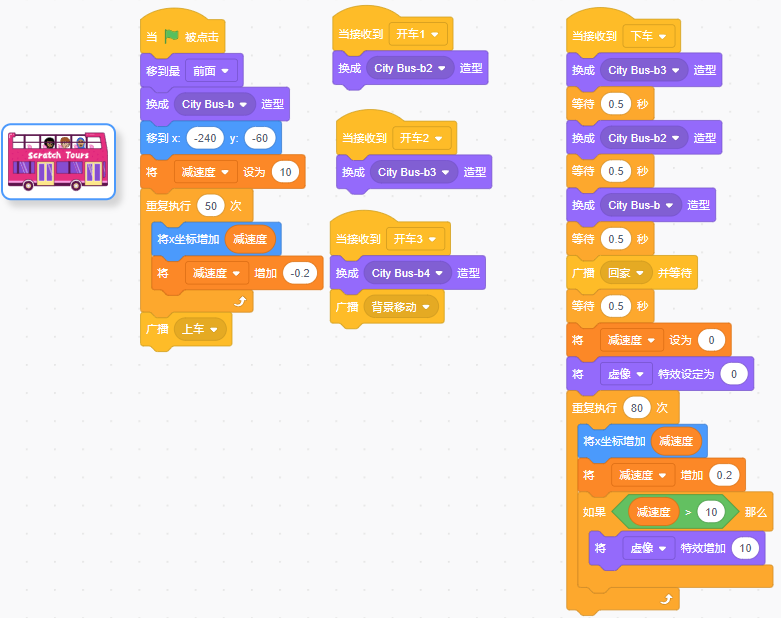 当 被点击
移到最 前面
换成 City Bus-b 造型
移到 x: -240 y: -60
将 减速度 设为 10
重复执行 50 次
将x坐标增加 减速度
将 减速度 增加 -0.2
广播 上车
Scratch Tours
当接收到 开车1
换成 City Bus-b2 造型
当接收到 开车2
换成 City Bus-b3 造型
当接收到 开车3
换成 City Bus-b4 造型
广播 背景移动
当接收到 下车
换成 City Bus-b3 造型
等待 0.5 秒
换成 City Bus-b2 造型
等待 0.5 秒
换成 City Bus-b 造型
等待 0.5 秒
广播 回家 并等待
等待 0.5 秒
将 减速度 设为 0
将 虚像 特效设定为 0
重复执行 80 次
将x坐标增加 减速度
将 减速度 增加 0.2
如果 减速度 > 10 那么
将 虚像 特效增加 10